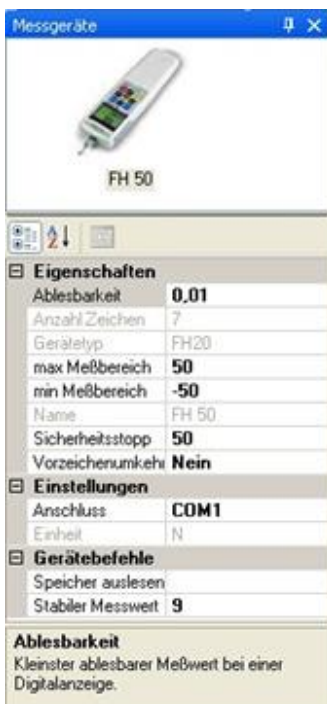 Messgeräte
FH 50
Eigenschaften
Ablesbarkeit 0,01
Anzahl Zeichen 7
Gerätetyp FH20
max Meßbereich 50
min Meßbereich -50
Name FH 50
Sicherheitsstopp 50
Vorzeichenumkeh Nein
Einstellungen
Anschluss COM1
Einheit N
Gerätebefehle
Speicher auslesen
Stabiler Messwert 9
Ablesbarkeit
Kleinster ablesbarer Meßwert bei einer
Digitalanzeige.